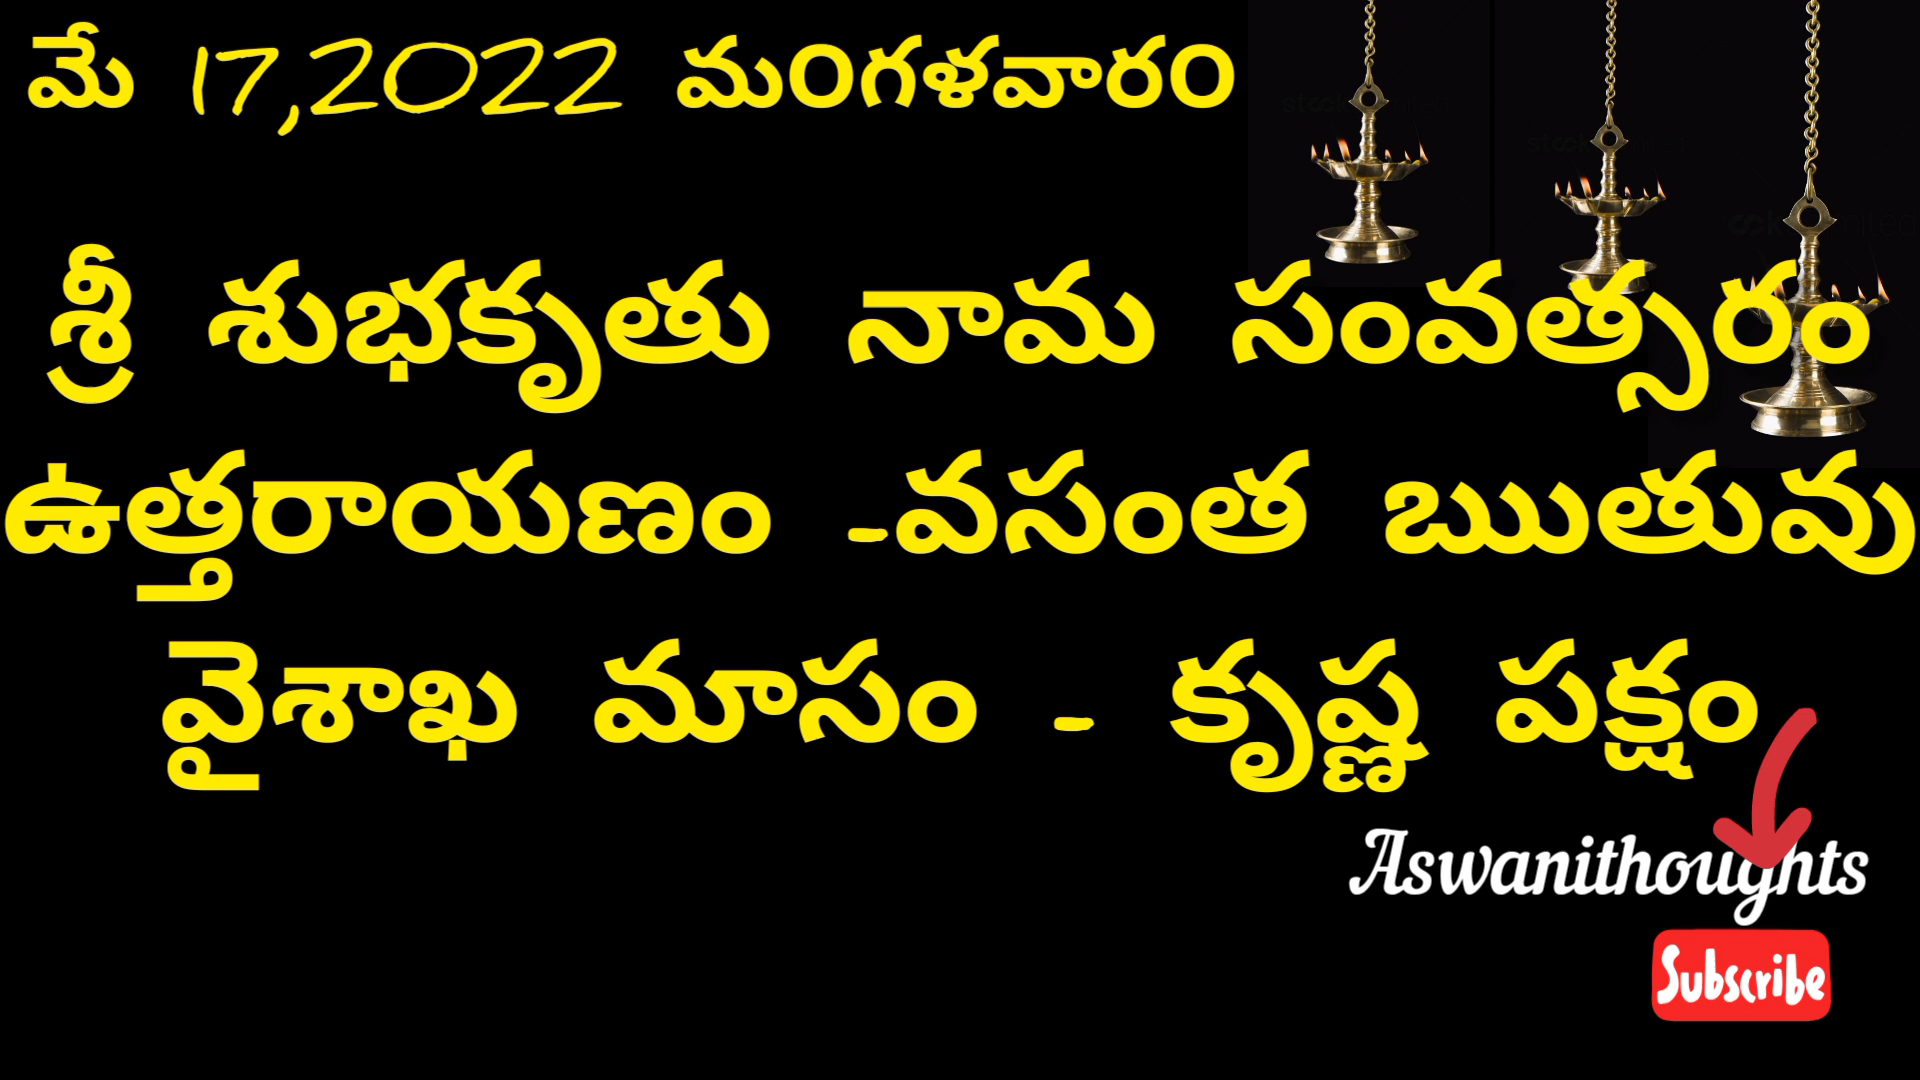 మే 17,2022 మంగళవారం
శ్రీ శుభకృతు నామ సంవత్సరం
ఉత్తరాయణం -వసంత ఋతువు
వైశాఖ మాసం - కృష్ణ పక్షం
Aswanithoughts
Subscribe